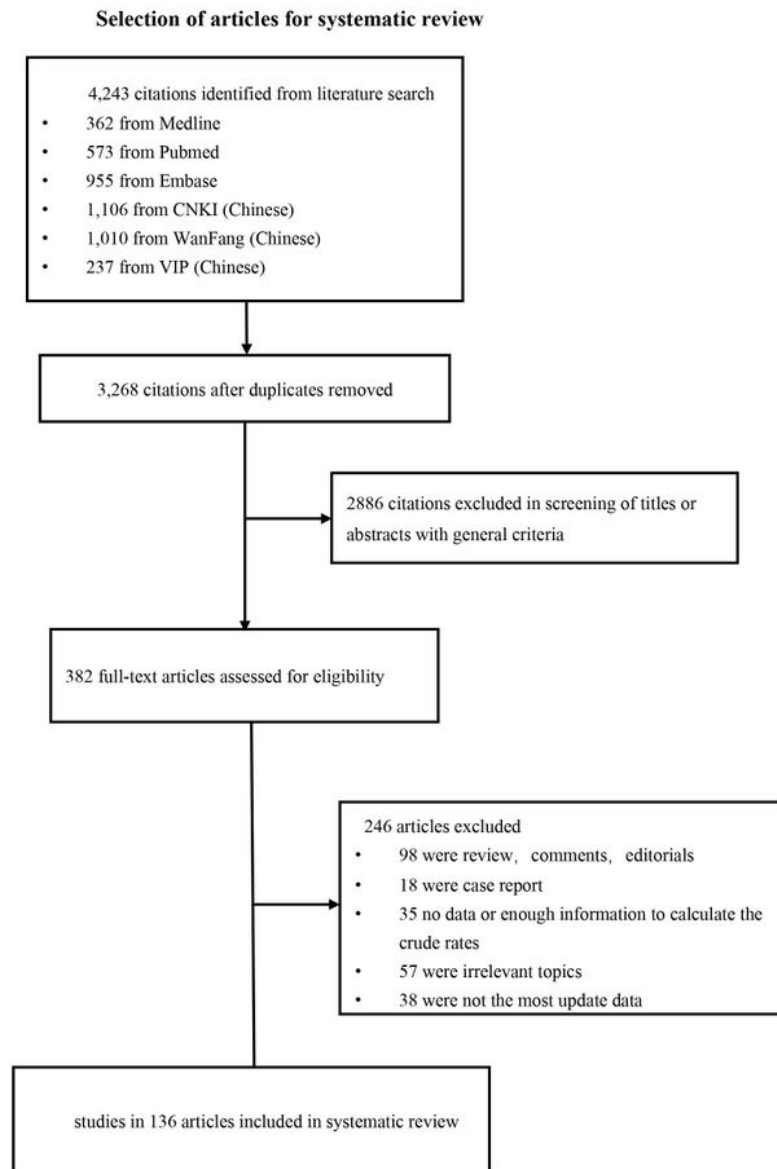 Selection of articles for systematic review
4,243 citations identified from literature search
• 362 from Medline
• 573 from Pubmed
• 955 from Embase
• 1,106 from CNKI (Chinese)
• 1,010 from WanFang (Chinese)
• 237 from VIP (Chinese)
3,268 citations after duplicates removed
2886 citations excluded in screening of titles or
abstracts with general criteria
382 full-text articles assessed for eligibility
246 articles excluded
• 98 were review, comments, editorials
• 18 were case report
• 35 no data or enough information to calculate the
crude rates
• 57 were irrelevant topics
• 38 were not the most update data
studies in 136 articles included in systematic review